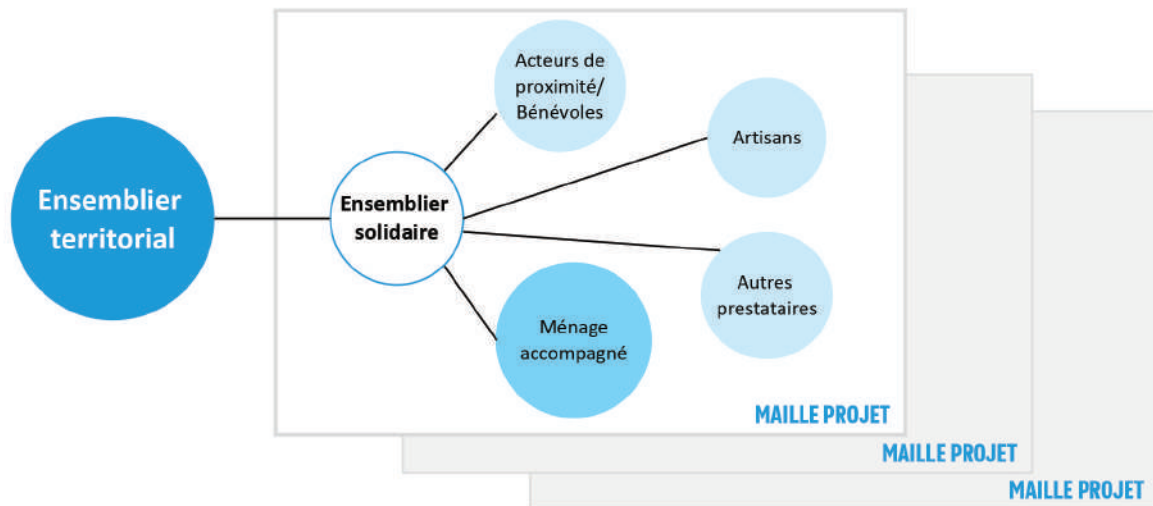 Ensemblier
territorial
Ensemblier
solidaire
Acteurs de
proximité/
Bénévoles
Artisans
Autres
prestataires
Ménage
accompagné
MAILLE PROJET
MAILLE PROJET
MAILLE PROJET